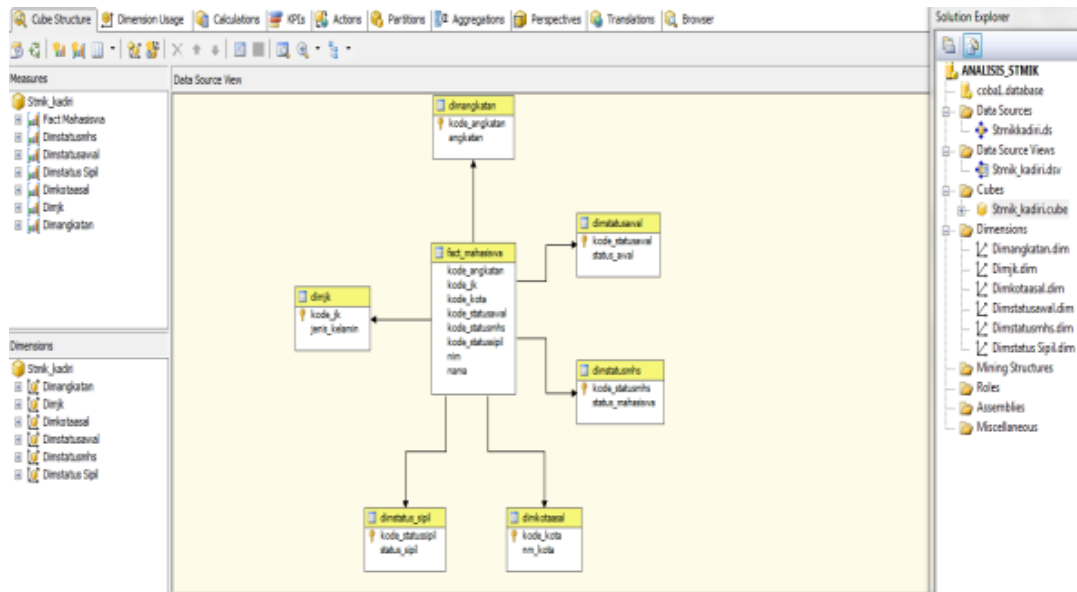 Cube Structure
Dimension Usage
Calculations
KPIs
Actions
Partitions
Aggregations
Perspectives
Translations
Browser
Measures
Stmik_kadiri
Fact Mahasiswa
Dimstatusmhs
Dimstatusawal
Dimstatus Sipil
Dimkotaasal
Dimjk
Dimangkatan
Dimensions
Stmik_kadiri
Dimangkatan
Dimjk
Dimkotaasal
Dimstatusawal
Dimstatusmhs
Dimstatus Sipil
Data Source View
dimangkatan
kode_angkatan
angkatan
dimstatusawal
kode_statusawal
status_awal
fact_mahasiswa
kode_angkatan
kode_jk
kode_kota
kode_statusawal
kode_statusmhs
kode_statussipil
nim
nama
dimjk
kode_jk
jenis_kelamin
dimstatusmhs
kode_statusmhs
status_mahasiswa
dimstatus_sipil
kode_statussipil
status_sipil
dimkotaasal
kode_kota
nm_kota
Solution Explorer
ANALISIS_STMIK
coba1.database
Data Sources
Stmikkadiri.ds
Data Source Views
Stmik_kadiri.dsv
Cubes
Stmik_kadiri.cube
Dimensions
Dimangkatan.dim
Dimjk.dim
Dimkotaasal.dim
Dimstatusawal.dim
Dimstatusmhs.dim
Dimstatus Sipil.dim
Mining Structures
Roles
Assemblies
Miscellaneous